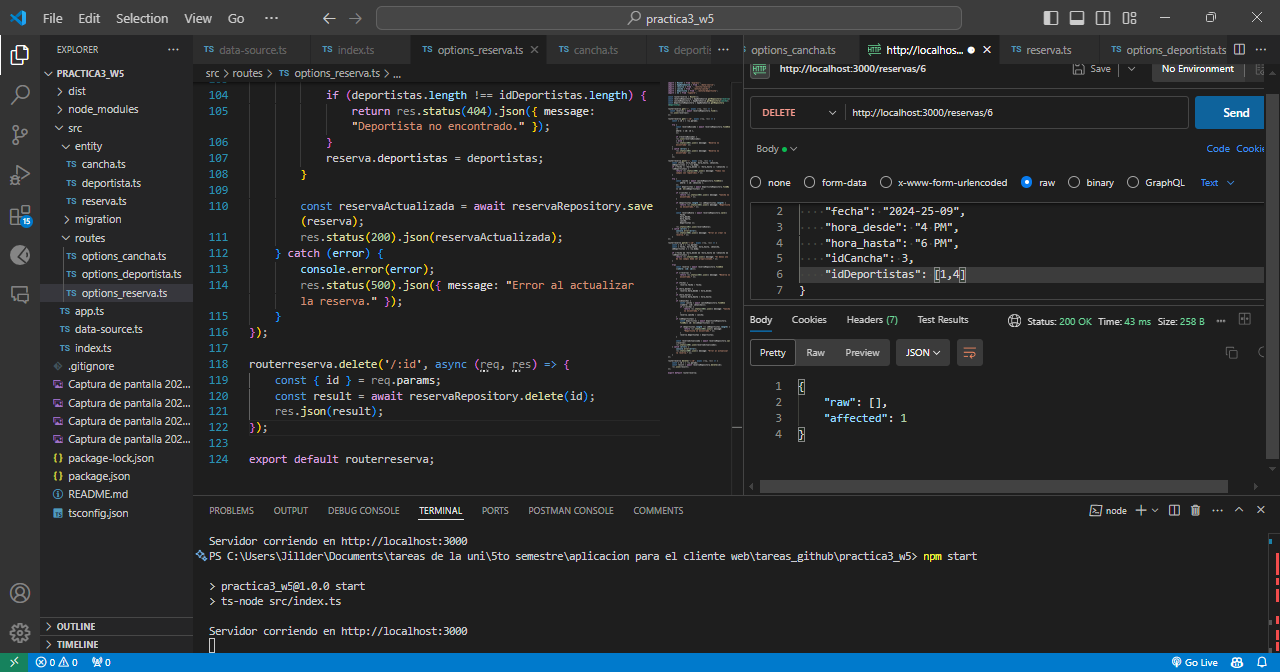 File Edit Selection View Go ··· practica3_w5
EXPLORER ···
PRACTICA3_W5
dist
node_modules
src
entity
TS cancha.ts
TS deportista.ts
TS reserva.ts
migration
routes
TS options_cancha.ts
TS options_deportista.ts
TS options_reserva.ts
TS app.ts
TS data-source.ts
TS index.ts
.gitignore
Captura de pantalla 202...
Captura de pantalla 202...
Captura de pantalla 202...
Captura de pantalla 202...
{} package-lock.json
{} package.json
README.md
tsconfig.json
OUTLINE
TIMELINE
TS data-source.ts TS index.ts TS options_reserva.ts TS cancha.ts TS deportis ···
src > routes > TS options_reserva.ts > ...
104 if (deportistas.length !== idDeportistas.length) {
105 return res.status(404).json({ message:
"Deportista no encontrado." });
106 }
107 reserva.deportistas = deportistas;
108 }
109
110 const reservaActualizada = await reservaRepository.save
(reserva);
111 res.status(200).json(reservaActualizada);
112 } catch (error) {
113 console.error(error);
114 res.status(500).json({ message: "Error al actualizar
la reserva." });
115 }
116 });
117
118 routerreserva.delete('/:id', async (req, res) => {
119 const { id } = req.params;
120 const result = await reservaRepository.delete(id);
121 res.json(result);
122 });
123
124 export default routerreserva;
options_cancha.ts HTTP http://localhos... TS reserva.ts TS options_deportista.ts ···
HTTP http://localhost:3000/reservas/6 Save No Environment
DELETE http://localhost:3000/reservas/6 Send
Body Code Cookie
none form-data x-www-form-urlencoded raw binary GraphQL Text
2 "fecha": "2024-25-09",
3 "hora_desde": "4 PM",
4 "hora_hasta": "6 PM",
5 "idCancha": 3,
6 "idDeportistas": [1,4]
7 }
Body Cookies Headers (7) Test Results Status: 200 OK Time: 43 ms Size: 258 B ···
Pretty Raw Preview JSON
1 {
2 "raw": [],
3 "affected": 1
4 }
PROBLEMS OUTPUT DEBUG CONSOLE TERMINAL PORTS POSTMAN CONSOLE COMMENTS node ···
Servidor corriendo en http://localhost:3000
PS C:\Users\Jillder\Documents\tareas de la uni\5to semestre\aplicacion para el cliente web\tareas_github\practica3_w5> npm start
> practica3_w5@1.0.0 start
> ts-node src/index.ts
Servidor corriendo en http://localhost:3000
15
0 0 0 Go Live